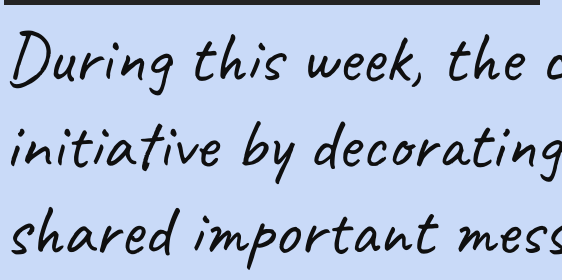 During this week, the
initiative by decorating
shared important